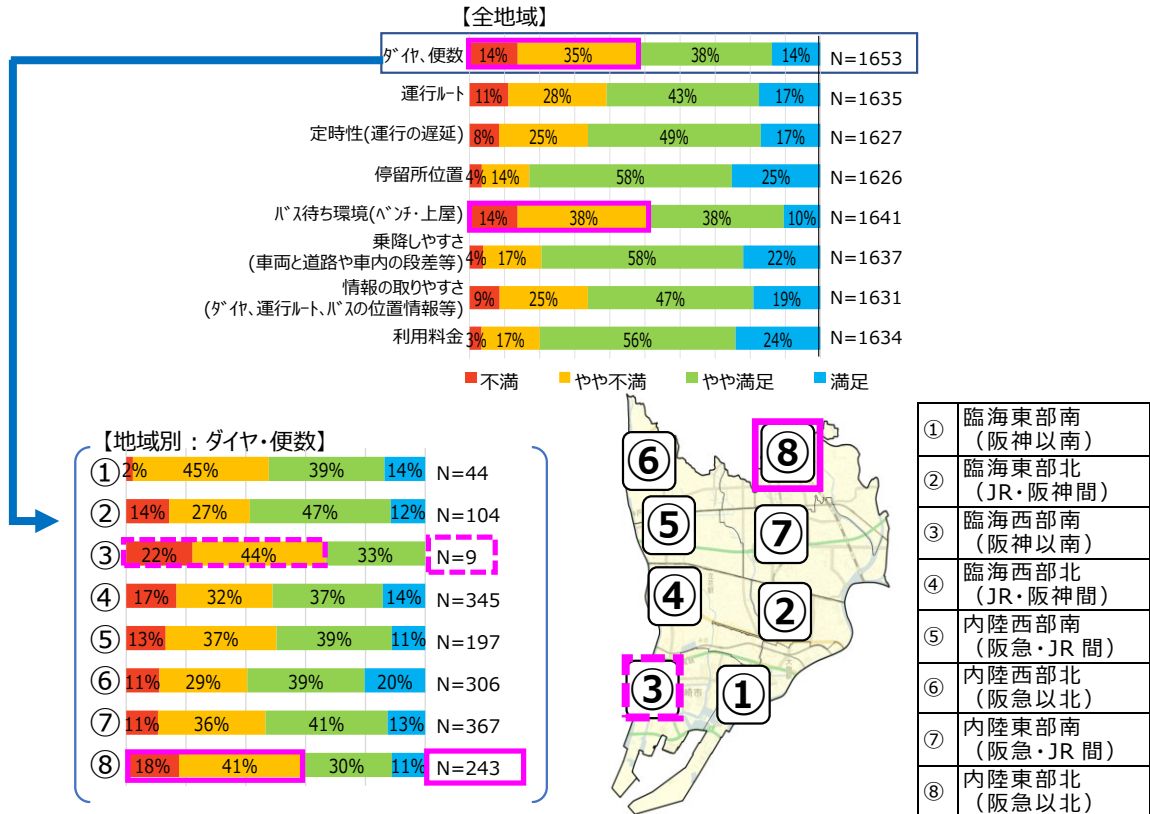 【全地域】
ダイヤ、便数 14% 35% 38% 14% N=1653
運行ルート 11% 28% 43% 17% N=1635
定時性(運行の遅延) 8% 25% 49% 17% N=1627
停留所位置 4% 14% 58% 25% N=1626
バス待ち環境(ベンチ・上屋) 14% 38% 38% 10% N=1641
乗降しやすさ
(車両と道路や車内の段差等) 4% 17% 58% 22% N=1637
情報の取りやすさ
(ダイヤ、運行ルート、バスの位置情報等) 9% 25% 47% 19% N=1631
利用料金 3% 17% 56% 24% N=1634
不満 やや不満 やや満足 満足
【地域別：ダイヤ・便数】
① 2% 45% 39% 14% N=44
② 14% 27% 47% 12% N=104
③ 22% 44% 33% N=9
④ 17% 32% 37% 14% N=345
⑤ 13% 37% 39% 11% N=197
⑥ 11% 29% 39% 20% N=306
⑦ 11% 36% 41% 13% N=367
⑧ 18% 41% 30% 11% N=243
⑧
⑥
⑤
⑦
④
②
③
①
① 臨海東部南
（阪神以南）
② 臨海東部北
（JR・阪神間）
③ 臨海西部南
（阪神以南）
④ 臨海西部北
（JR・阪神間）
⑤ 内陸西部南
（阪急・JR 間）
⑥ 内陸西部北
（阪急以北）
⑦ 内陸東部南
（阪急・JR 間）
⑧ 内陸東部北
（阪急以北）